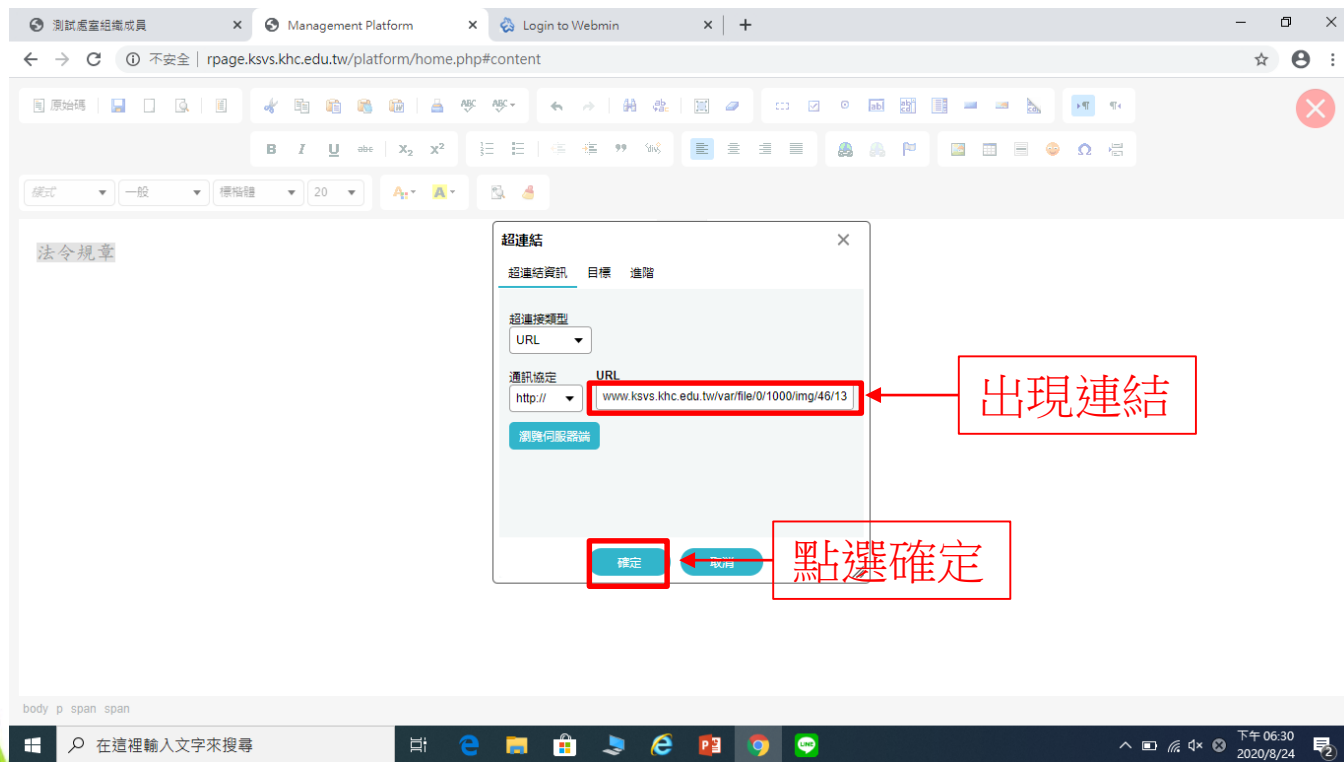 測試處室組織成員
Management Platform
Login to Webmin
不安全 | rpage.ksvs.khc.edu.tw/platform/home.php#content
原始碼
ABC ABC
B I U abc X₂ X²
樣式 一般 標楷體 20 A A
法令規章
超連結
超連結資訊 目標 進階
超連接類型
URL
通訊協定 URL
http:// www.ksvs.khc.edu.tw/var/file/0/1000/img/46/13
出現連結
瀏覽伺服器端
確定 取消
點選確定
body p span span
在這裡輸入文字來搜尋
下午 06:30
2020/8/24
2